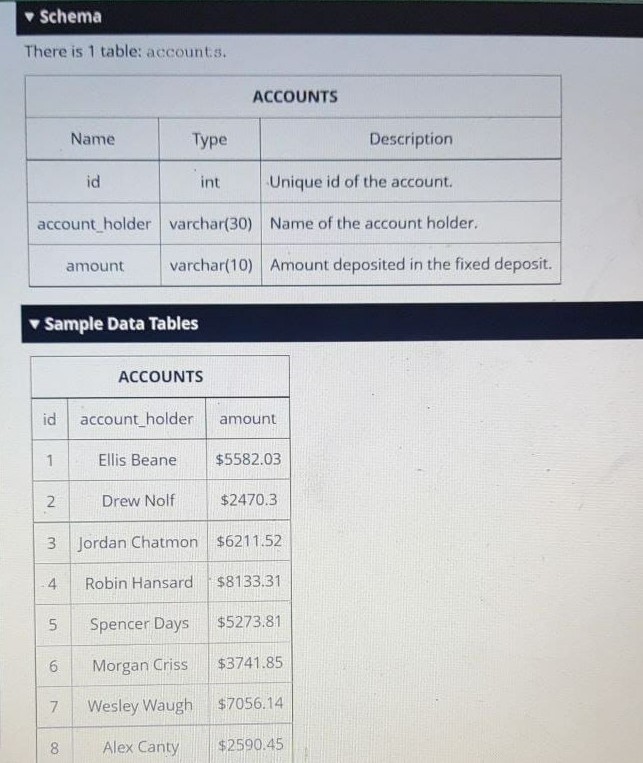 ▾ Schema
There is 1 table: accounts.
ACCOUNTS
Name Type Description
id int Unique id of the account.
account_holder varchar(30) Name of the account holder.
amount varchar(10) Amount deposited in the fixed deposit.
▾ Sample Data Tables
ACCOUNTS
id account_holder amount
1 Ellis Beane $5582.03
2 Drew Nolf $2470.3
3 Jordan Chatmon $6211.52
4 Robin Hansard $8133.31
5 Spencer Days $5273.81
6 Morgan Criss $3741.85
7 Wesley Waugh $7056.14
8 Alex Canty $2590.45